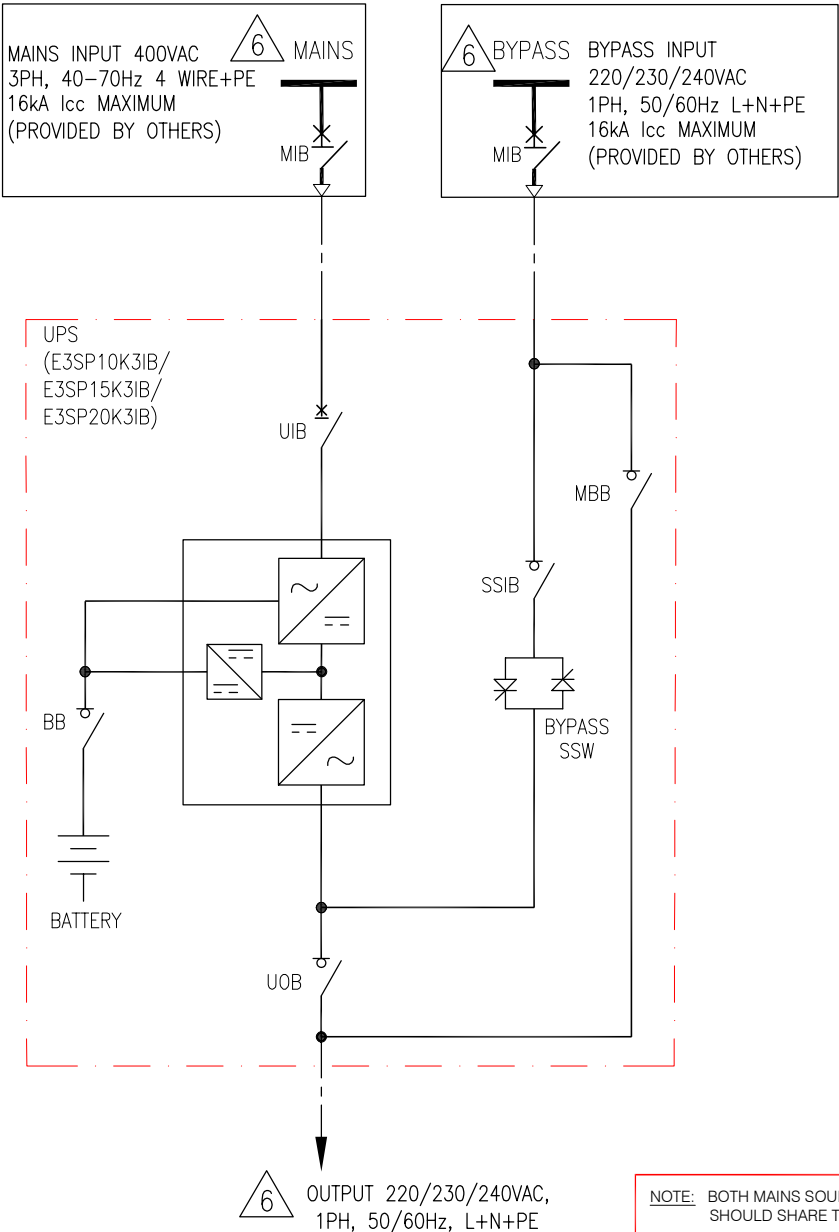 MAINS INPUT 400VAC
3PH, 40-70Hz 4 WIRE+PE
16kA Icc MAXIMUM
(PROVIDED BY OTHERS)
6
MAINS
MIB
6
BYPASS
BYPASS INPUT
220/230/240VAC
1PH, 50/60Hz L+N+PE
16kA Icc MAXIMUM
(PROVIDED BY OTHERS)
MIB
UPS
(E3SP10K3IB/
E3SP15K3IB/
E3SP20K3IB)
UIB
MBB
SSIB
BB
BYPASS
SSW
BATTERY
UOB
6
OUTPUT 220/230/240VAC,
1PH, 50/60Hz, L+N+PE
NOTE: BOTH MAINS
SHOULD SHARE